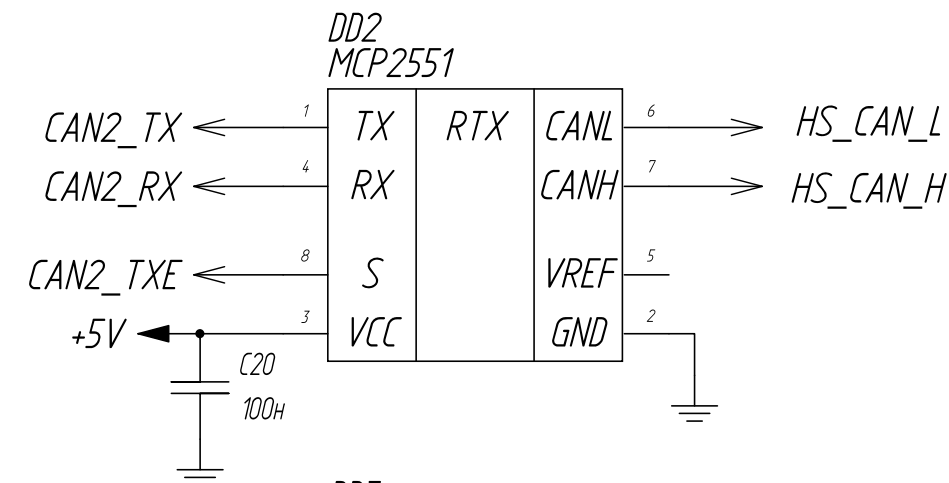 DD2
MCP2551
CAN2_TX 1 TX RTX CANL 6 HS_CAN_L
CAN2_RX 4 RX CANH 7 HS_CAN_H
CAN2_TXE 8 S VREF 5
+5V 3 VCC GND 2
C20
100н